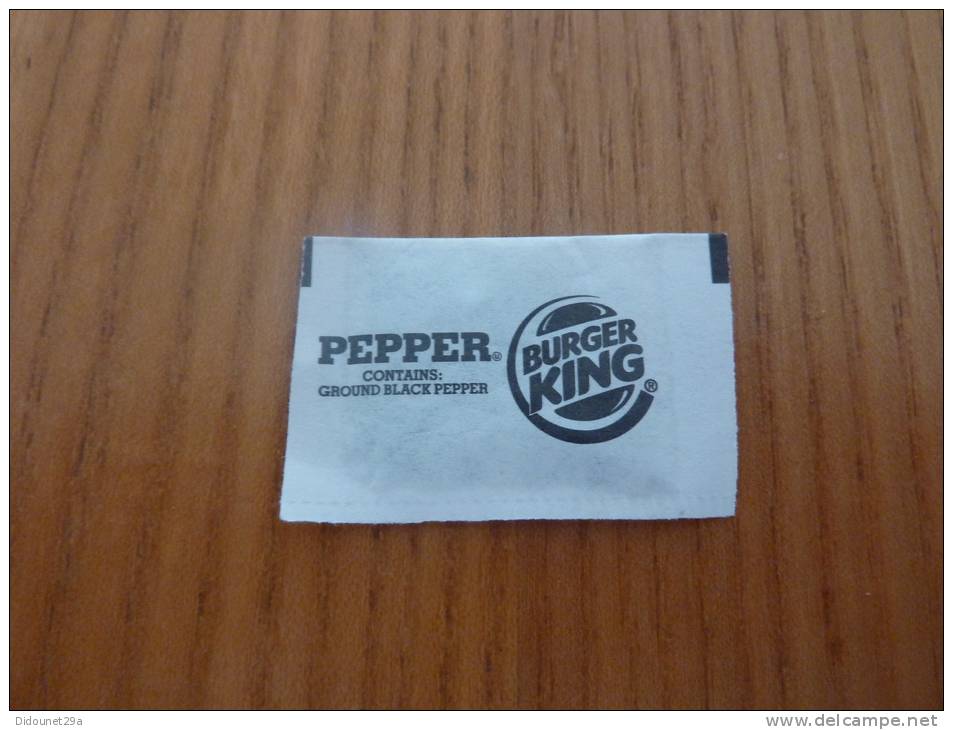 PEPPER
CONTAINS:
GROUND BLACK PEPPER
BURGER
KING®
Didounet29a
www.delcampe.net